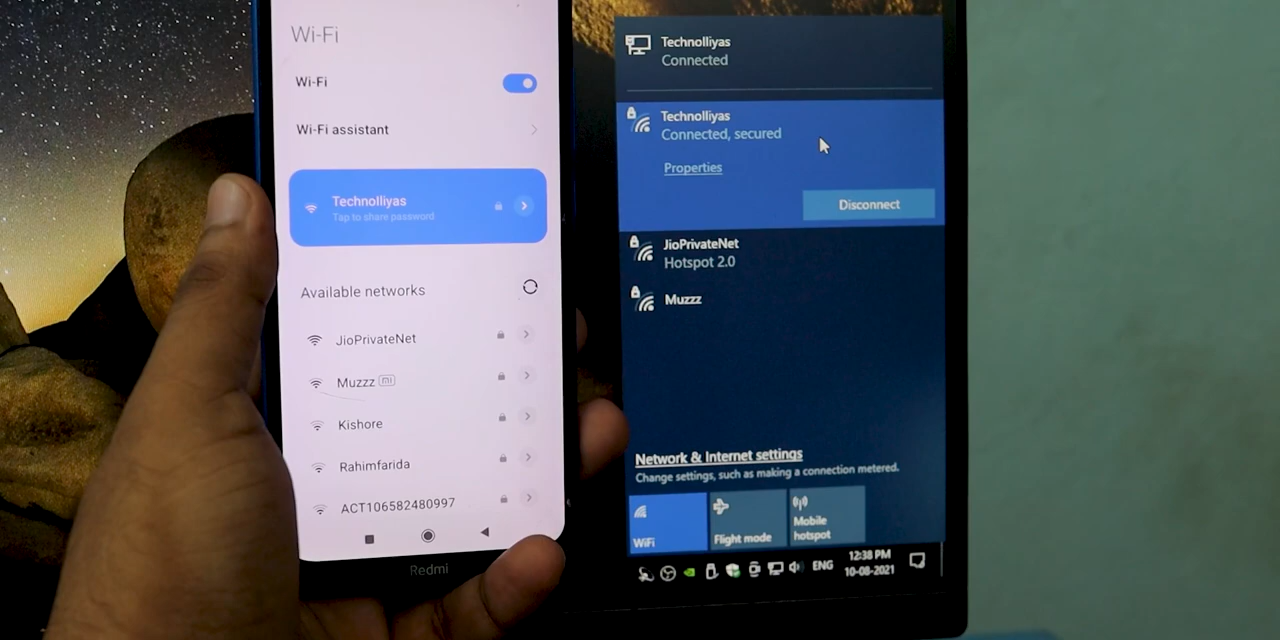 Wi-Fi
Wi-Fi
Wi-Fi assistant
Technolliyas
Tap to share password
Available networks
JioPrivateNet
Muzzz mi
Kishore
Rahimfarida
ACT106582480997
Redmi
Technolliyas
Connected
Technolliyas
Connected, secured
Properties
Disconnect
JioPrivateNet
Hotspot 2.0
Muzzz
Network & Internet settings
Change settings, such as making a connection metered.
WiFi
Flight mode
Mobile
hotspot
ENG
12:38 PM
10-08-2021